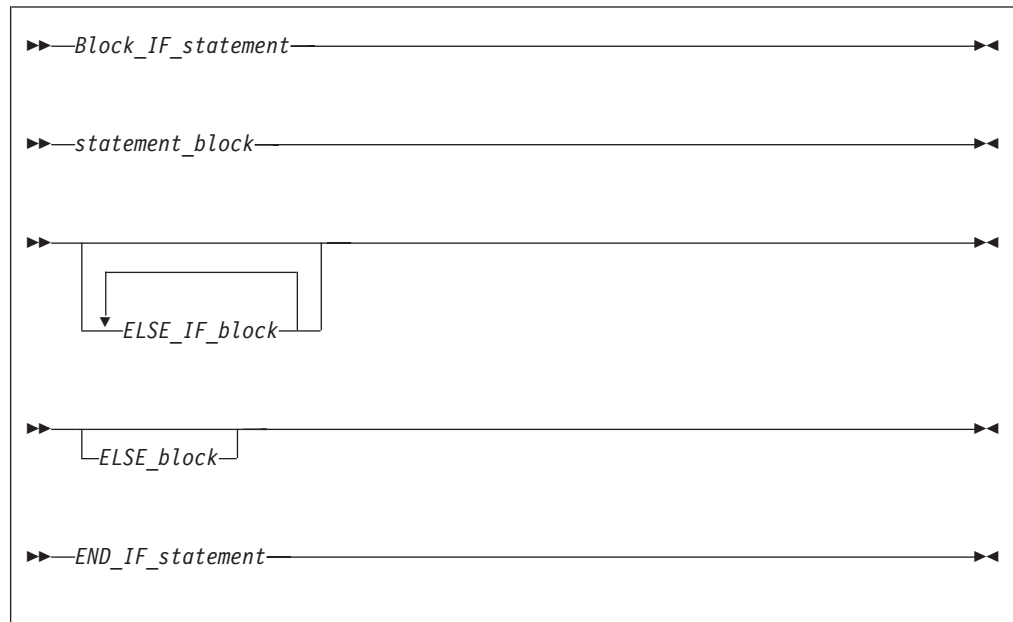 Block_IF_statement
statement_block
ELSE_IF_block
ELSE_block
END_IF_statement